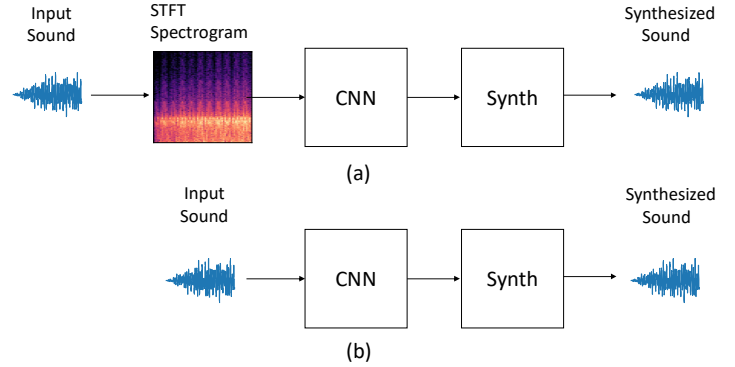 Input
Sound
STFT
Spectrogram
CNN
Synth
Synthesized
Sound
(a)
Input
Sound
CNN
Synth
Synthesized
Sound
(b)